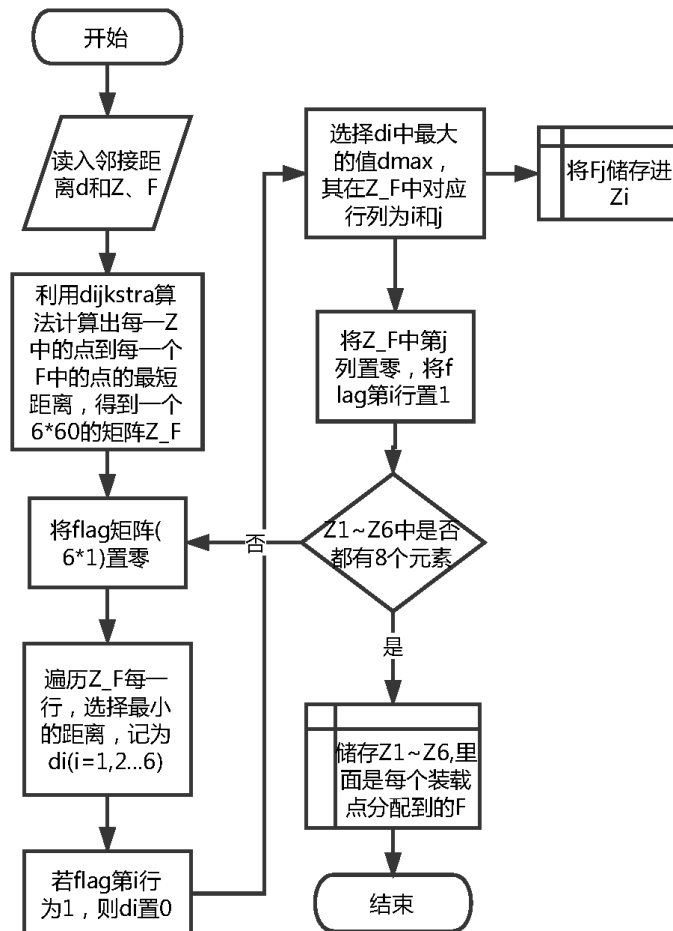 开始
读入邻接距
离d和Z、F
利用dijkstra算
法计算出每一Z
中的点到每一个
F中的点的最短
距离，得到一个
6*60的矩阵Z_F
将flag矩阵(
6*1)置零
遍历Z_F每一
行，选择最小
的距离，记为
di(i=1,2...6)
若flag第i行
为1，则di置0
选择di中最大
的值dmax，
其在Z_F中对应
行列为i和j
将Fj储存进
Zi
将Z_F中第j
列置零，将f
lag第i行置1
Z1~Z6中是否
都有8个元素
否
是
储存Z1~Z6,里
面是每个装载
点分配到的F
结束